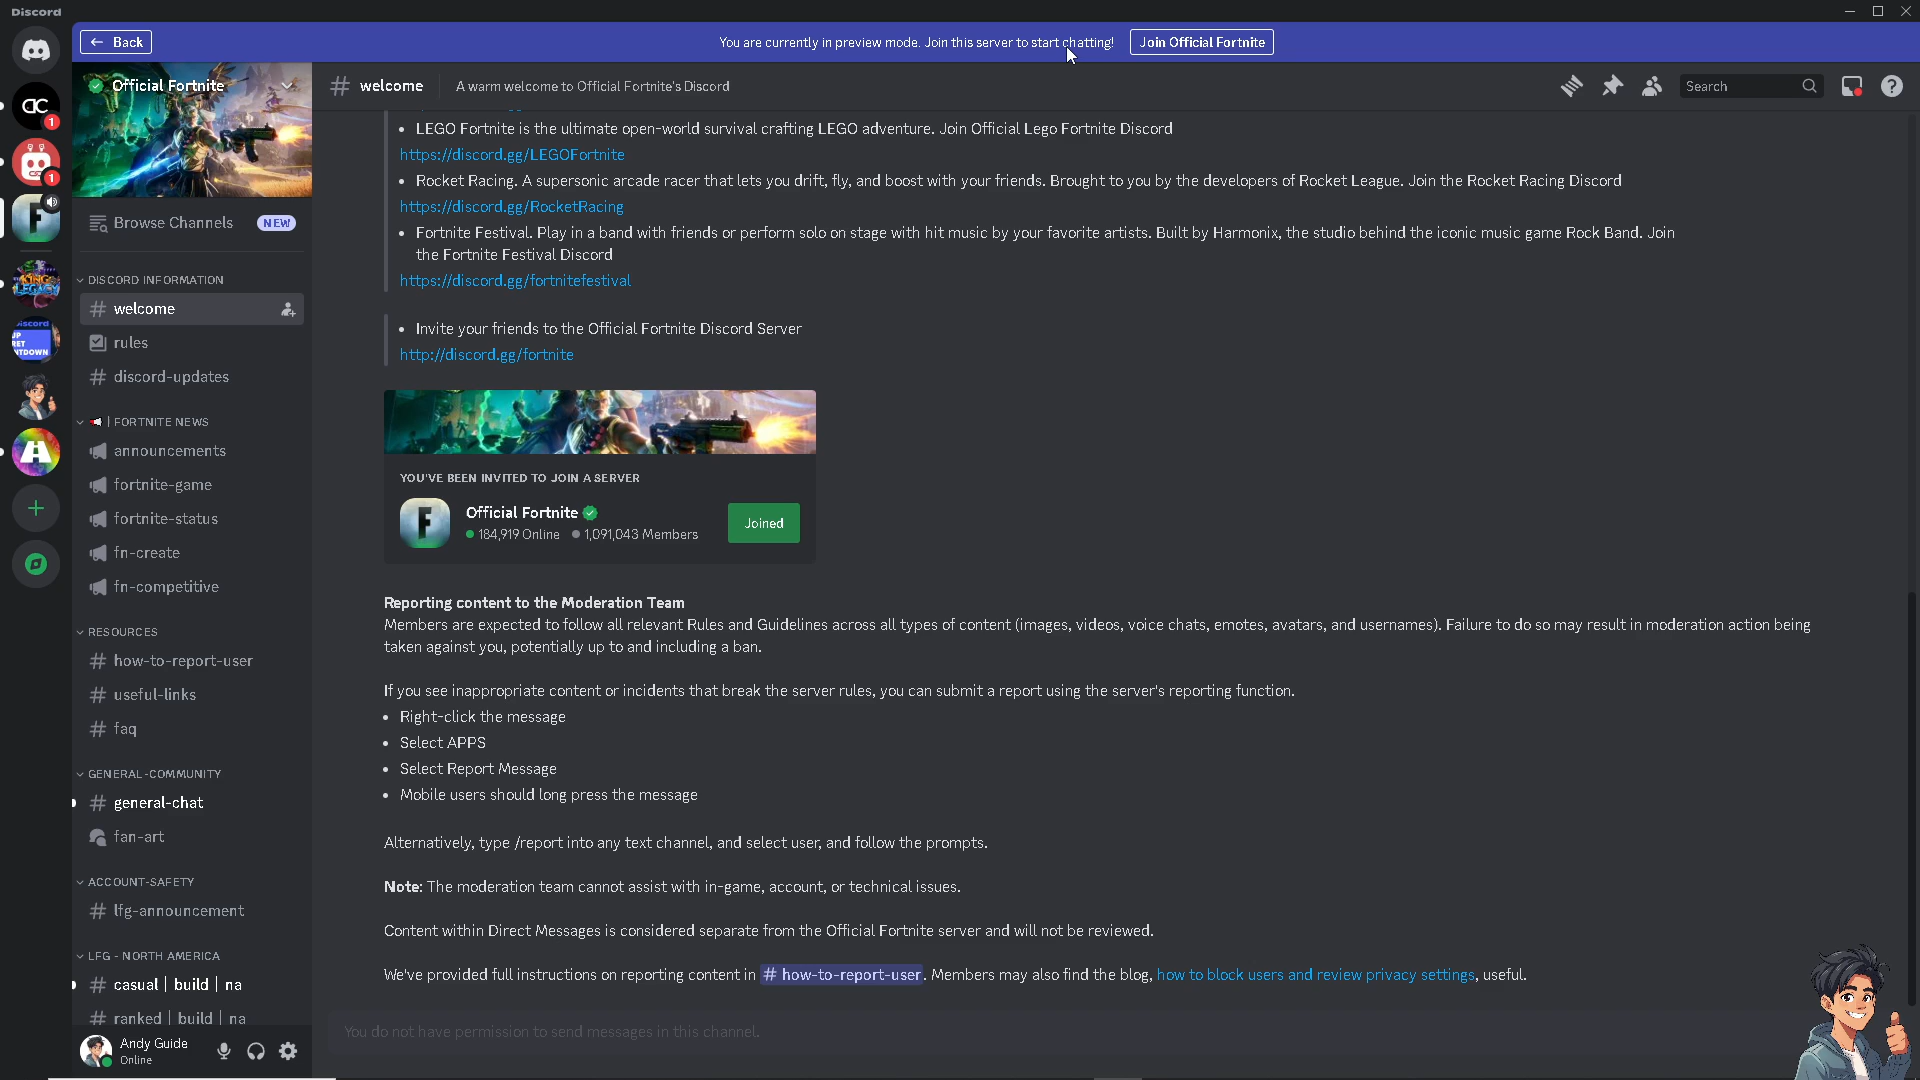 Discord
← Back
You are currently in preview mode. Join this server to start chatting!
Join Official Fortnite
Official Fortnite
# welcome
A warm welcome to Official Fortnite's Discord
Search
1
1
F
KING LEGACY
Discord
Browse Channels
NEW
DISCORD INFORMATION
# welcome
rules
# discord-updates
| FORTNITE NEWS
announcements
fortnite-game
fortnite-status
fn-create
fn-competitive
RESOURCES
# how-to-report-user
# useful-links
# faq
GENERAL-COMMUNITY
# general-chat
fan-art
ACCOUNT-SAFETY
# lfg-announcement
LFG - NORTH AMERICA
# casual | build | na
# ranked | build | na
Andy Guide
Online
• LEGO Fortnite is the ultimate open-world survival crafting LEGO adventure. Join Official Lego Fortnite Discord
https://discord.gg/LEGOFortnite
• Rocket Racing. A supersonic arcade racer that lets you drift, fly, and boost with your friends. Brought to you by the developers of Rocket League. Join the Rocket Racing Discord
https://discord.gg/RocketRacing
• Fortnite Festival. Play in a band with friends or perform solo on stage with hit music by your favorite artists. Built by Harmonix, the studio behind the iconic music game Rock Band. Join
the Fortnite Festival Discord
https://discord.gg/fortnitefestival
• Invite your friends to the Official Fortnite Discord Server
http://discord.gg/fortnite
YOU'VE BEEN INVITED TO JOIN A SERVER
F
Official Fortnite
184,919 Online 1,091,043 Members
Joined
Reporting content to the Moderation Team
Members are expected to follow all relevant Rules and Guidelines across all types of content (images, videos, voice chats, emotes, avatars, and usernames). Failure to do so may result in moderation action being
taken against you, potentially up to and including a ban.
If you see inappropriate content or incidents that break the server rules, you can submit a report using the server's reporting function.
• Right-click the message
• Select APPS
• Select Report Message
• Mobile users should long press the message
Alternatively, type /report into any text channel, and select user, and follow the prompts.
Note: The moderation team cannot assist with in-game, account, or technical issues.
Content within Direct Messages is considered separate from the Official Fortnite server and will not be reviewed.
We've provided full instructions on reporting content in # how-to-report-user. Members may also find the blog, how to block users and review privacy settings, useful.
You do not have permission to send messages in this channel.